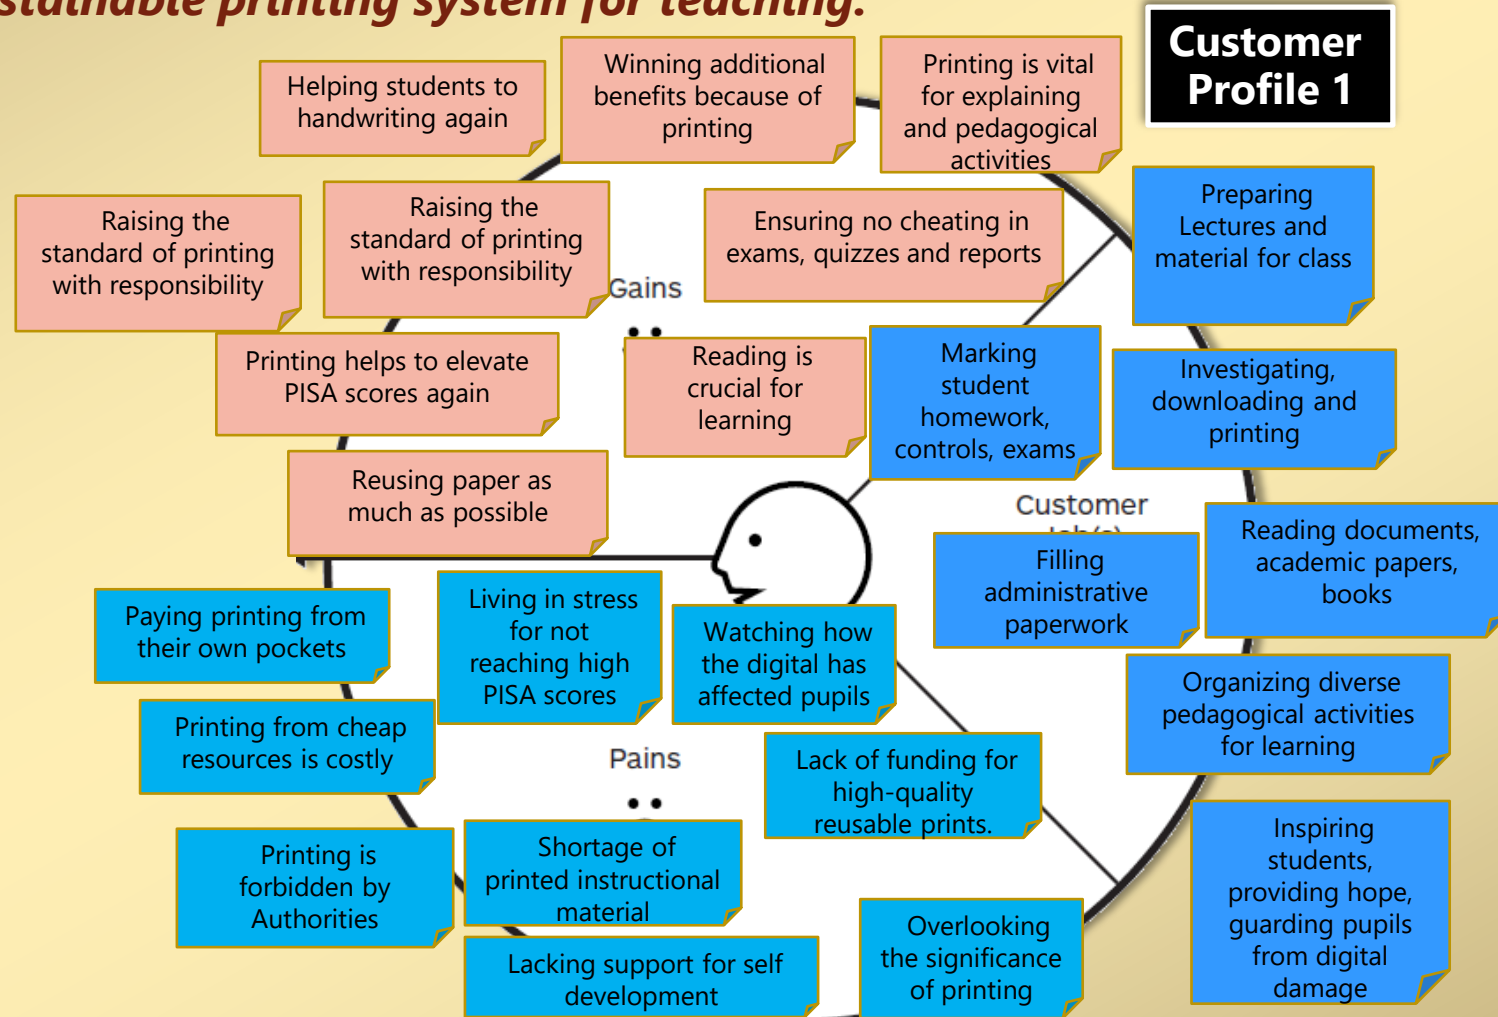 stainable printing system for teaching.
Customer
Profile 1
Helping students to
handwriting again
Winning additional
benefits because of
printing
Printing is vital
for explaining
and pedagogical
activities
Raising the
standard of printing
with responsibility
Raising the
standard of printing
with responsibility
Ensuring no cheating in
exams, quizzes and reports
Gains
Printing helps to elevate
PISA scores again
Reading is
crucial for
learning
Reusing paper as
much as possible
Preparing
Lectures and
material for class
Marking
student
homework,
controls, exams
Investigating,
downloading and
printing
Customer
Job(s)
Filling
administrative
paperwork
Reading documents,
academic papers,
books
Organizing diverse
pedagogical activities
for learning
Inspiring
students,
providing hope,
guarding pupils
from digital
damage
Paying printing from
their own pockets
Living in stress
for not
reaching high
PISA scores
Watching how
the digital has
affected pupils
Printing from cheap
resources is costly
Pains
Lack of funding for
high-quality
reusable prints.
Printing is
forbidden by
Authorities
Shortage of
printed instructional
material
Lacking support for self
development
Overlooking
the significance
of printing